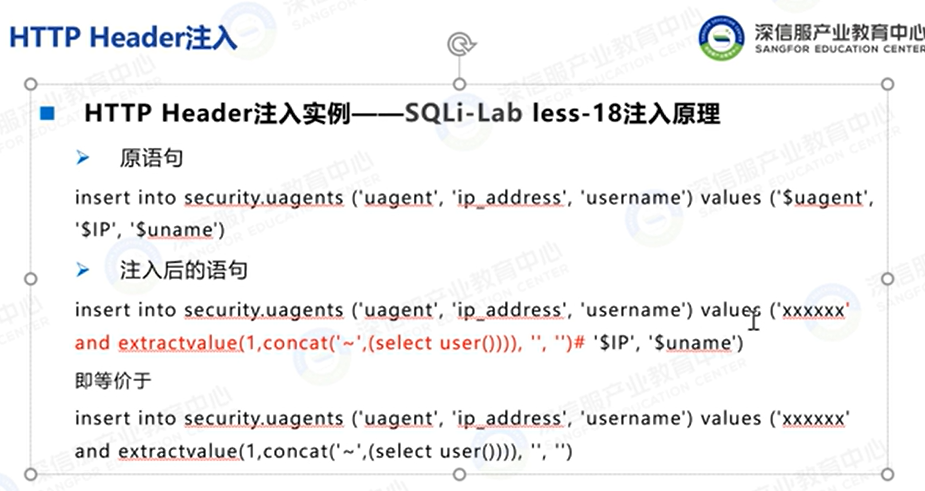 HTTP Header注入
深信服产业教育中心
SANGFOR EDUCATION CENTER
HTTP Header注入实例——SQLi-Lab less-18注入原理
原语句
insert into security.uagents ('uagent', 'ip_address', 'username') values ('$uagent',
'$IP', '$uname')
注入后的语句
insert into security.uagents ('uagent', 'ip_address', 'username') values ('xxxxxx'
and extractvalue(1,concat('~',(select user()))), '', '')# '$IP', '$uname')
即等价于
insert into security.uagents ('uagent', 'ip_address', 'username') values ('xxxxxx'
and extractvalue(1,concat('~',(select user()))), '', '')